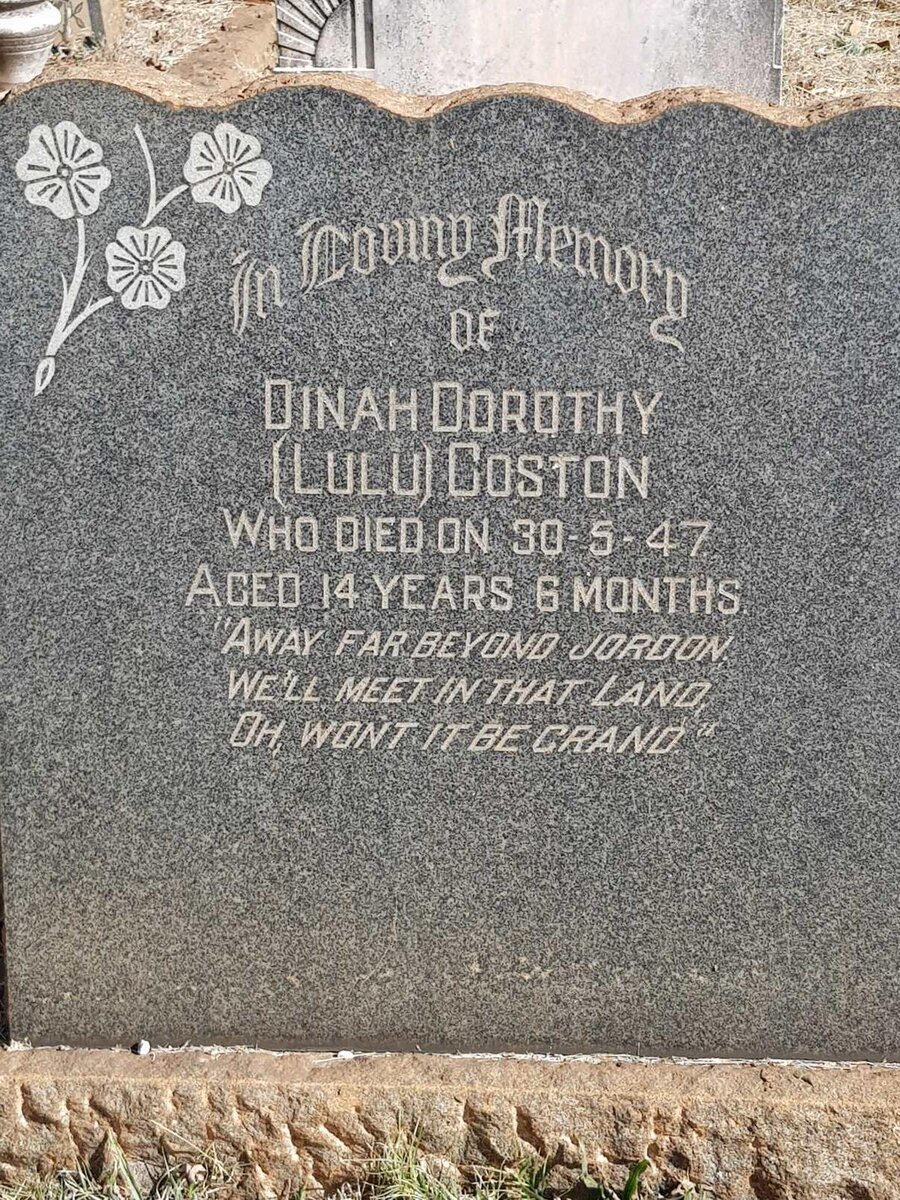 In Loving Memory
OF
DINAH DOROTHY
(LULU) COSTON
WHO DIED ON 30-5-47
AGED 14 YEARS 6 MONTHS.
"AWAY FAR BEYOND JORDON.
WE'LL MEET IN THAT LAND,
OH, WONT IT BE GRAND."